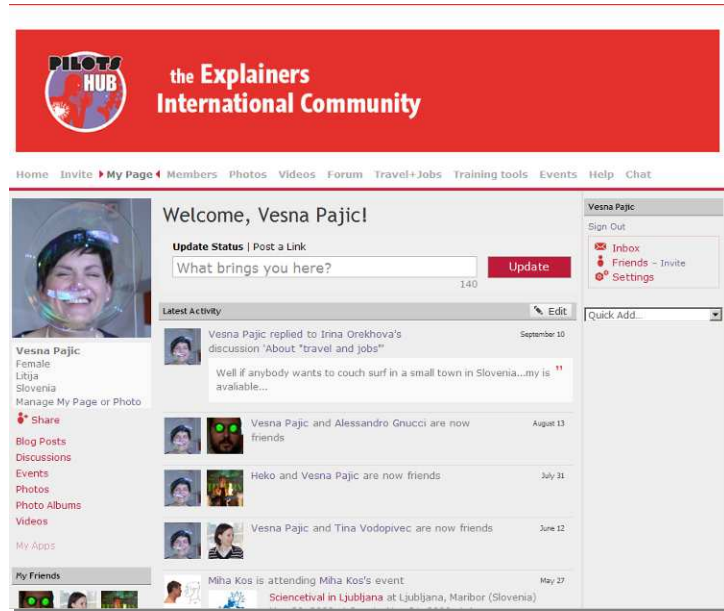 PILOTS
HUB
the Explainers
International Community
Home Invite My Page Members Photos Videos Forum Travel+Jobs Training tools Events Help Chat
Welcome, Vesna Pajic!
Update Status | Post a Link
What brings you here?
Update
140
Latest Activity
Edit
Vesna Pajic replied to Irina Orekhova's
discussion 'About "travel and jobs"'
September 10
Well if anybody wants to couch surf in a small town in Slovenia...my is
avaliable...
Vesna Pajic and Alessandro Gnucci are now
friends
August 13
Heko and Vesna Pajic are now friends
July 31
Vesna Pajic and Tina Vodopivec are now friends
June 12
Miha Kos is attending Miha Kos's event
May 27
Sciencetival in Ljubljana at Ljubljana, Maribor (Slovenia)
Vesna Pajic
Female
Litija
Slovenia
Manage My Page or Photo
Share
Blog Posts
Discussions
Events
Photos
Photo Albums
Videos
My Apps
My Friends
Vesna Pajic
Sign Out
Inbox
Friends – Invite
Settings
Quick Add...